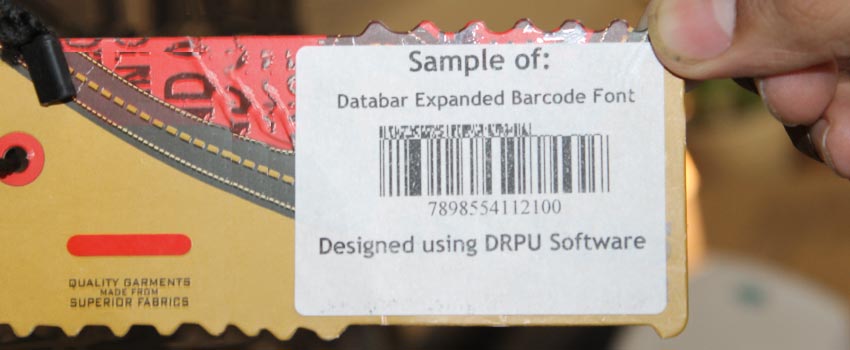 Sample of:
Databar Expanded Barcode Font
7898554112100
Designed using DRPU Software
QUALITY GARMENTS
MADE FROM
SUPERIOR FABRICS